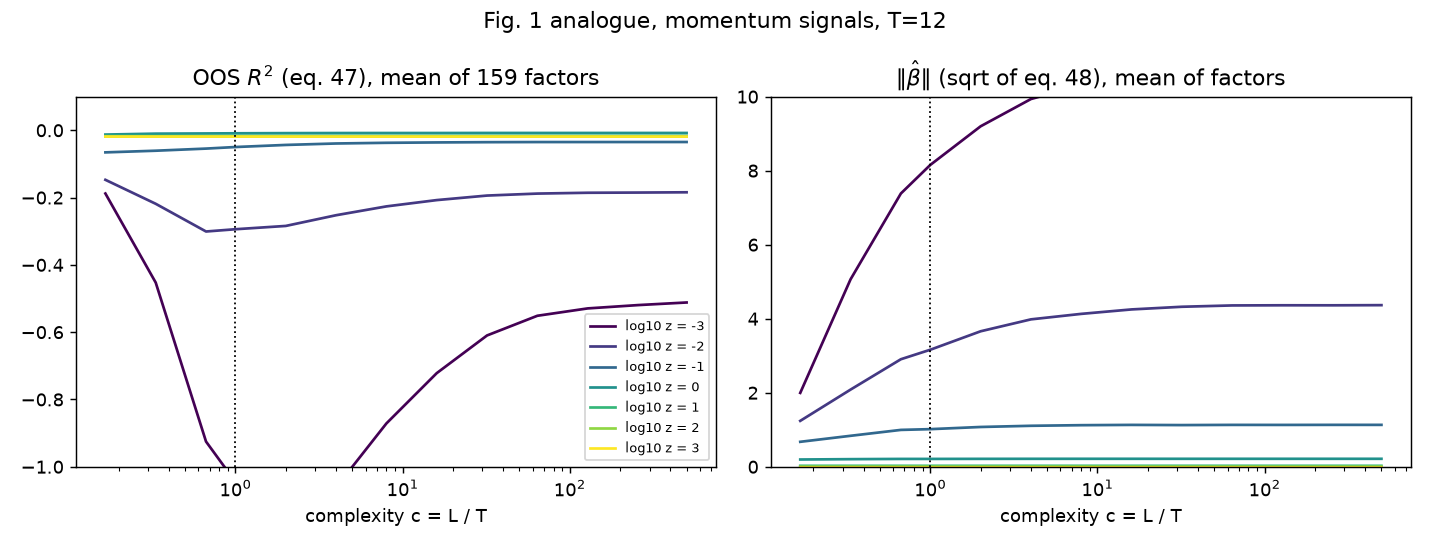 Fig. 1 analogue, momentum signals, T=12
OOS R² (eq. 47), mean of 159 factors
0.0
−0.2
−0.4
−0.6
−0.8
−1.0
10⁰
10¹
10²
complexity c = L / T
log10 z = -3
log10 z = -2
log10 z = -1
log10 z = 0
log10 z = 1
log10 z = 2
log10 z = 3
‖β̂‖ (sqrt of eq. 48), mean of factors
10
8
6
4
2
0
10⁰
10¹
10²
complexity c = L / T